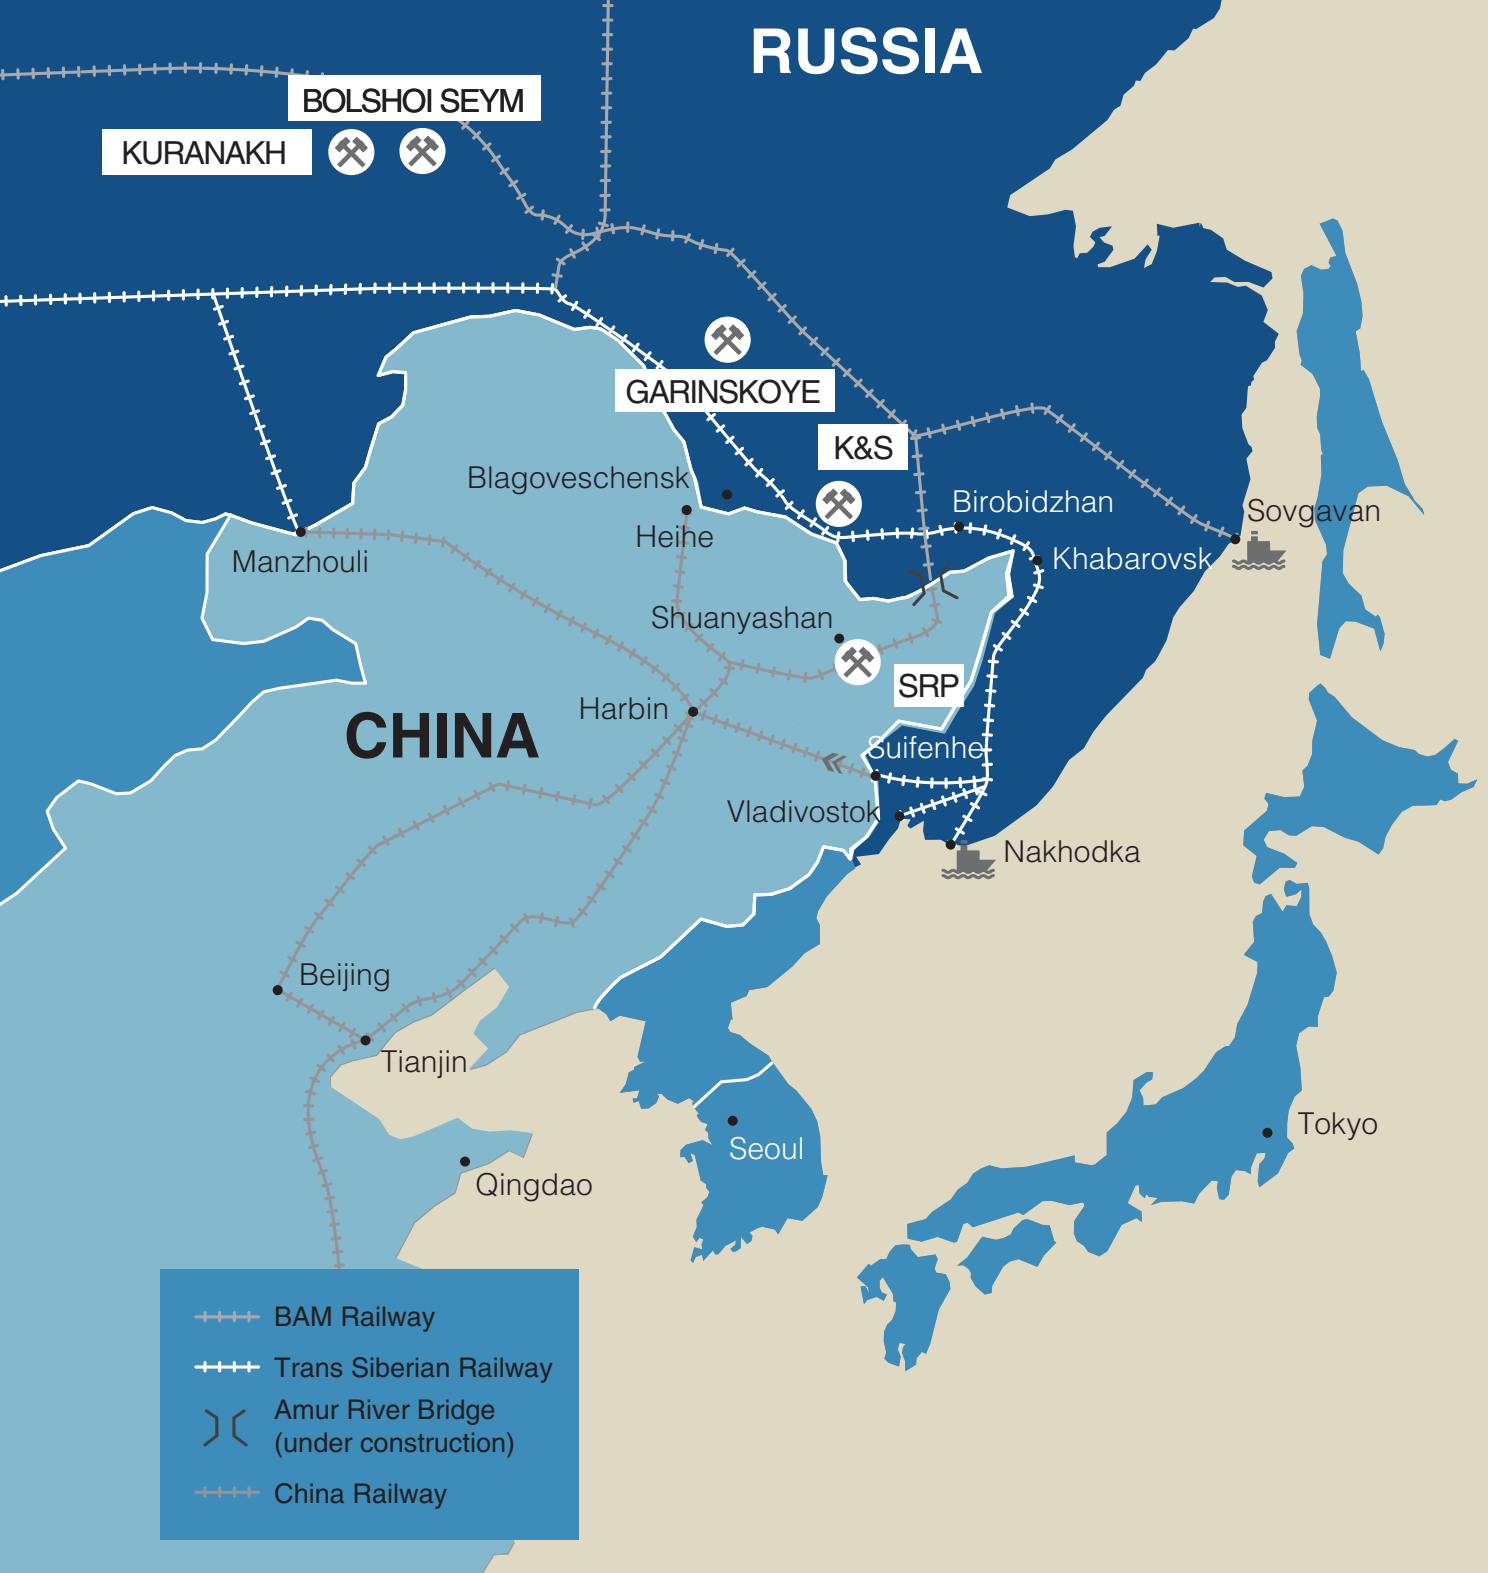 RUSSIA
BOLSHOI SEYM
KURANAKH
GARINSKOYE
K&S
Blagoveschensk
Birobidzhan
Sovgavan
Heihe
Manzhouli
Khabarovsk
Shuanyashan
SRP
Harbin
CHINA
Suifenhe
Vladivostok
Nakhodka
Beijing
Tianjin
Tokyo
Seoul
Qingdao
BAM Railway
Trans Siberian Railway
Amur River Bridge
(under construction)
China Railway